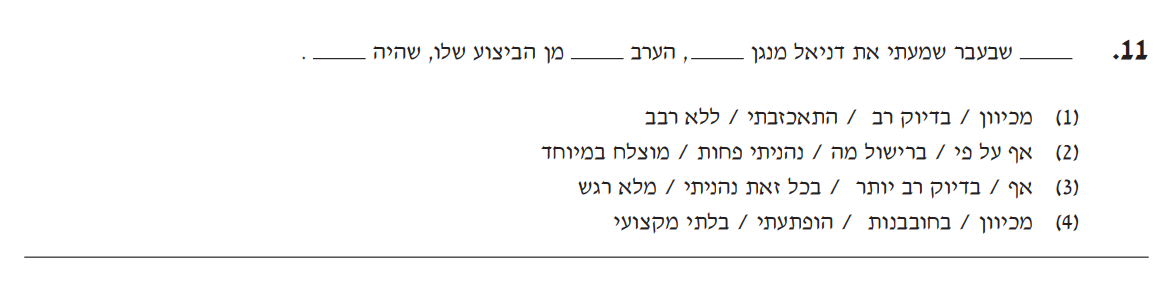 11. _____ שבעבר שמעתי את דניאל מנגן _____, הערב _____ מן הביצוע שלו, שהיה _____ .
(1) מכיוון / בדיוק רב / התאכזבתי / ללא רבב
(2) אף על פי / ברישול מה / נהניתי פחות / מוצלח במיוחד
(3) אף / בדיוק רב יותר / בכל זאת נהניתי / מלא רגש
(4) מכיוון / בחובבנות / הופתעתי / בלתי מקצועי